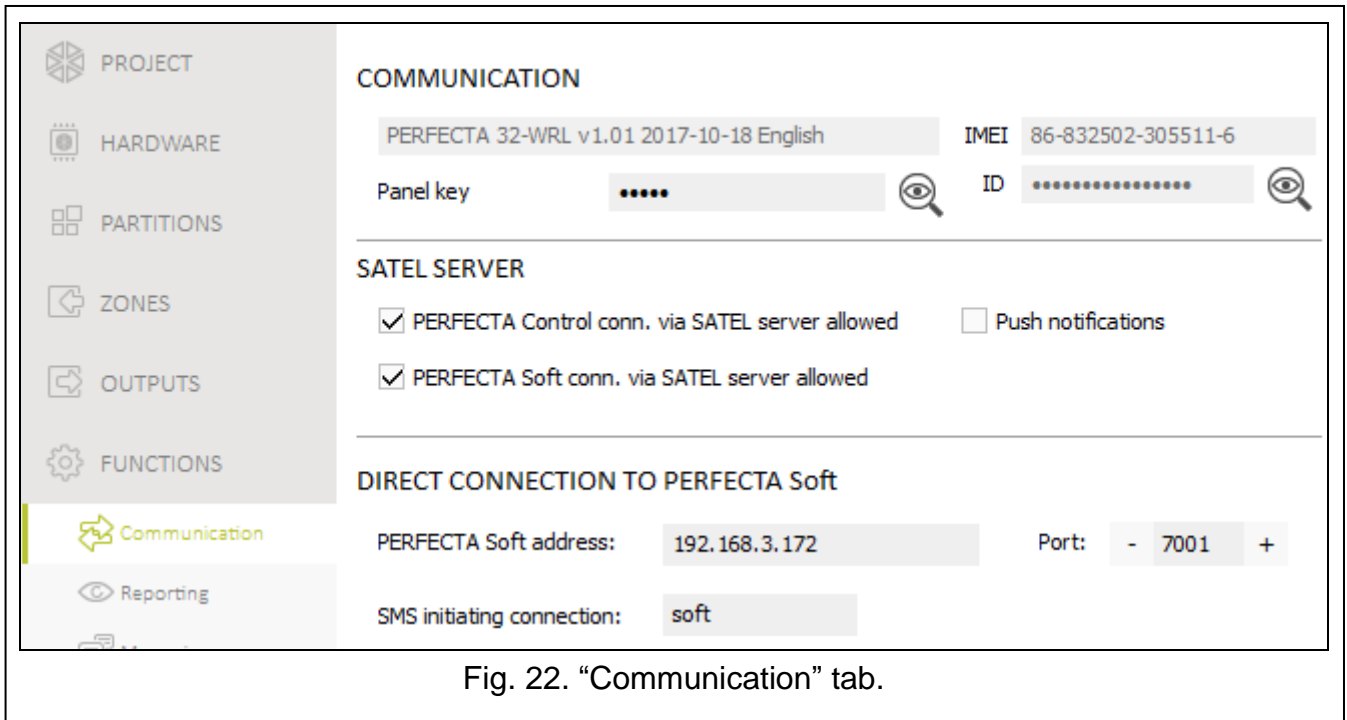 PROJECT
HARDWARE
PARTITIONS
ZONES
OUTPUTS
FUNCTIONS
Communication
Reporting
COMMUNICATION
PERFECTA 32-WRL v1.01 2017-10-18 English IMEI 86-832502-305511-6
Panel key ••••• ID ••••••••••••••••
SATEL SERVER
PERFECTA Control conn. via SATEL server allowed Push notifications
PERFECTA Soft conn. via SATEL server allowed
DIRECT CONNECTION TO PERFECTA Soft
PERFECTA Soft address: 192.168.3.172 Port: - 7001 +
SMS initiating connection: soft
Fig. 22. “Communication” tab.